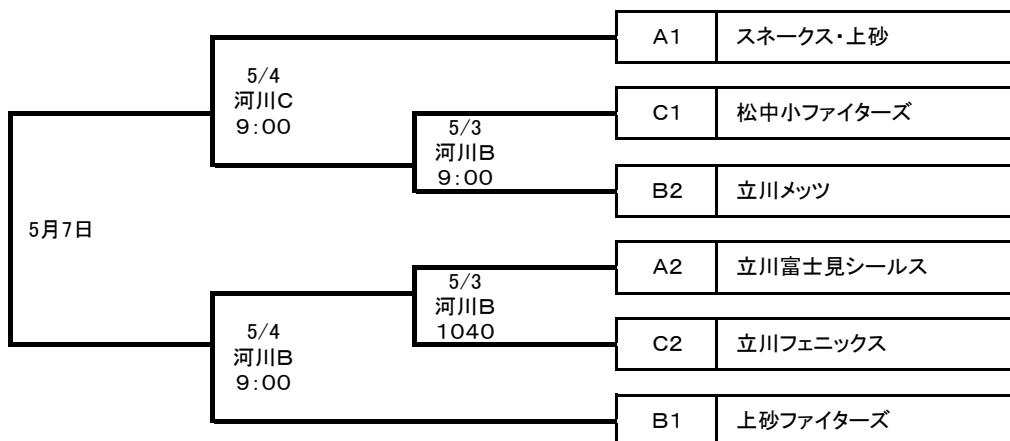 A1 スネークス・上砂
5/4
河川C
9:00
C1 松中小ファイターズ
5/3
河川B
9:00
B2 立川メッツ
5月7日
A2 立川富士見シールス
5/3
河川B
1040
C2 立川フェニックス
5/4
河川B
9:00
B1 上砂ファイターズ